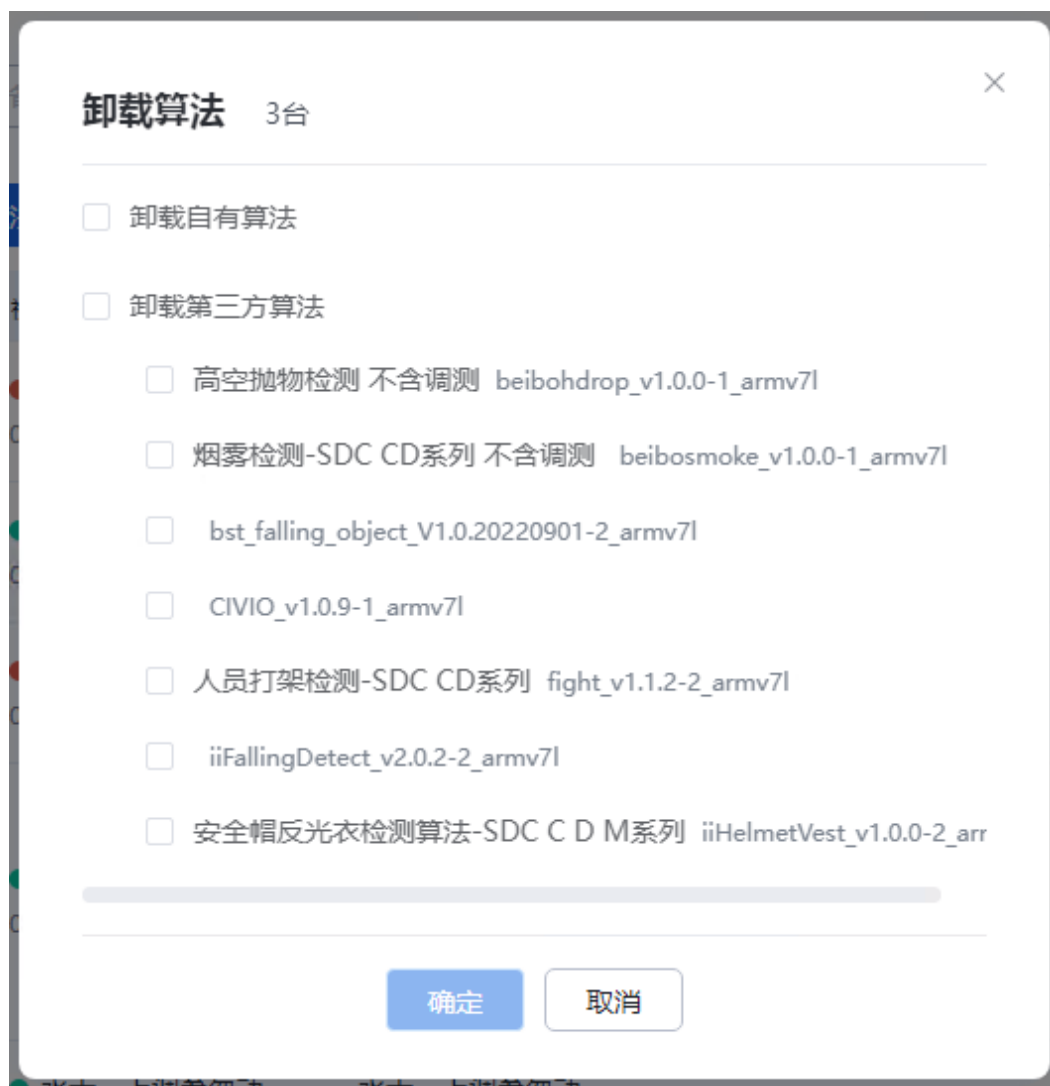 卸载算法 3台
卸载自有算法
卸载第三方算法
高空抛物检测 不含调测 beibohdrop_v1.0.0-1_armv7l
烟雾检测-SDC CD系列 不含调测 beibosmoke_v1.0.0-1_armv7l
bst_falling_object_V1.0.20220901-2_armv7l
CIVIO_v1.0.9-1_armv7l
人员打架检测-SDC CD系列 fight_v1.1.2-2_armv7l
iiFallingDetect_v2.0.2-2_armv7l
安全帽反光衣检测算法-SDC C D M系列 iiHelmetVest_v1.0.0-2_arr
确定 取消